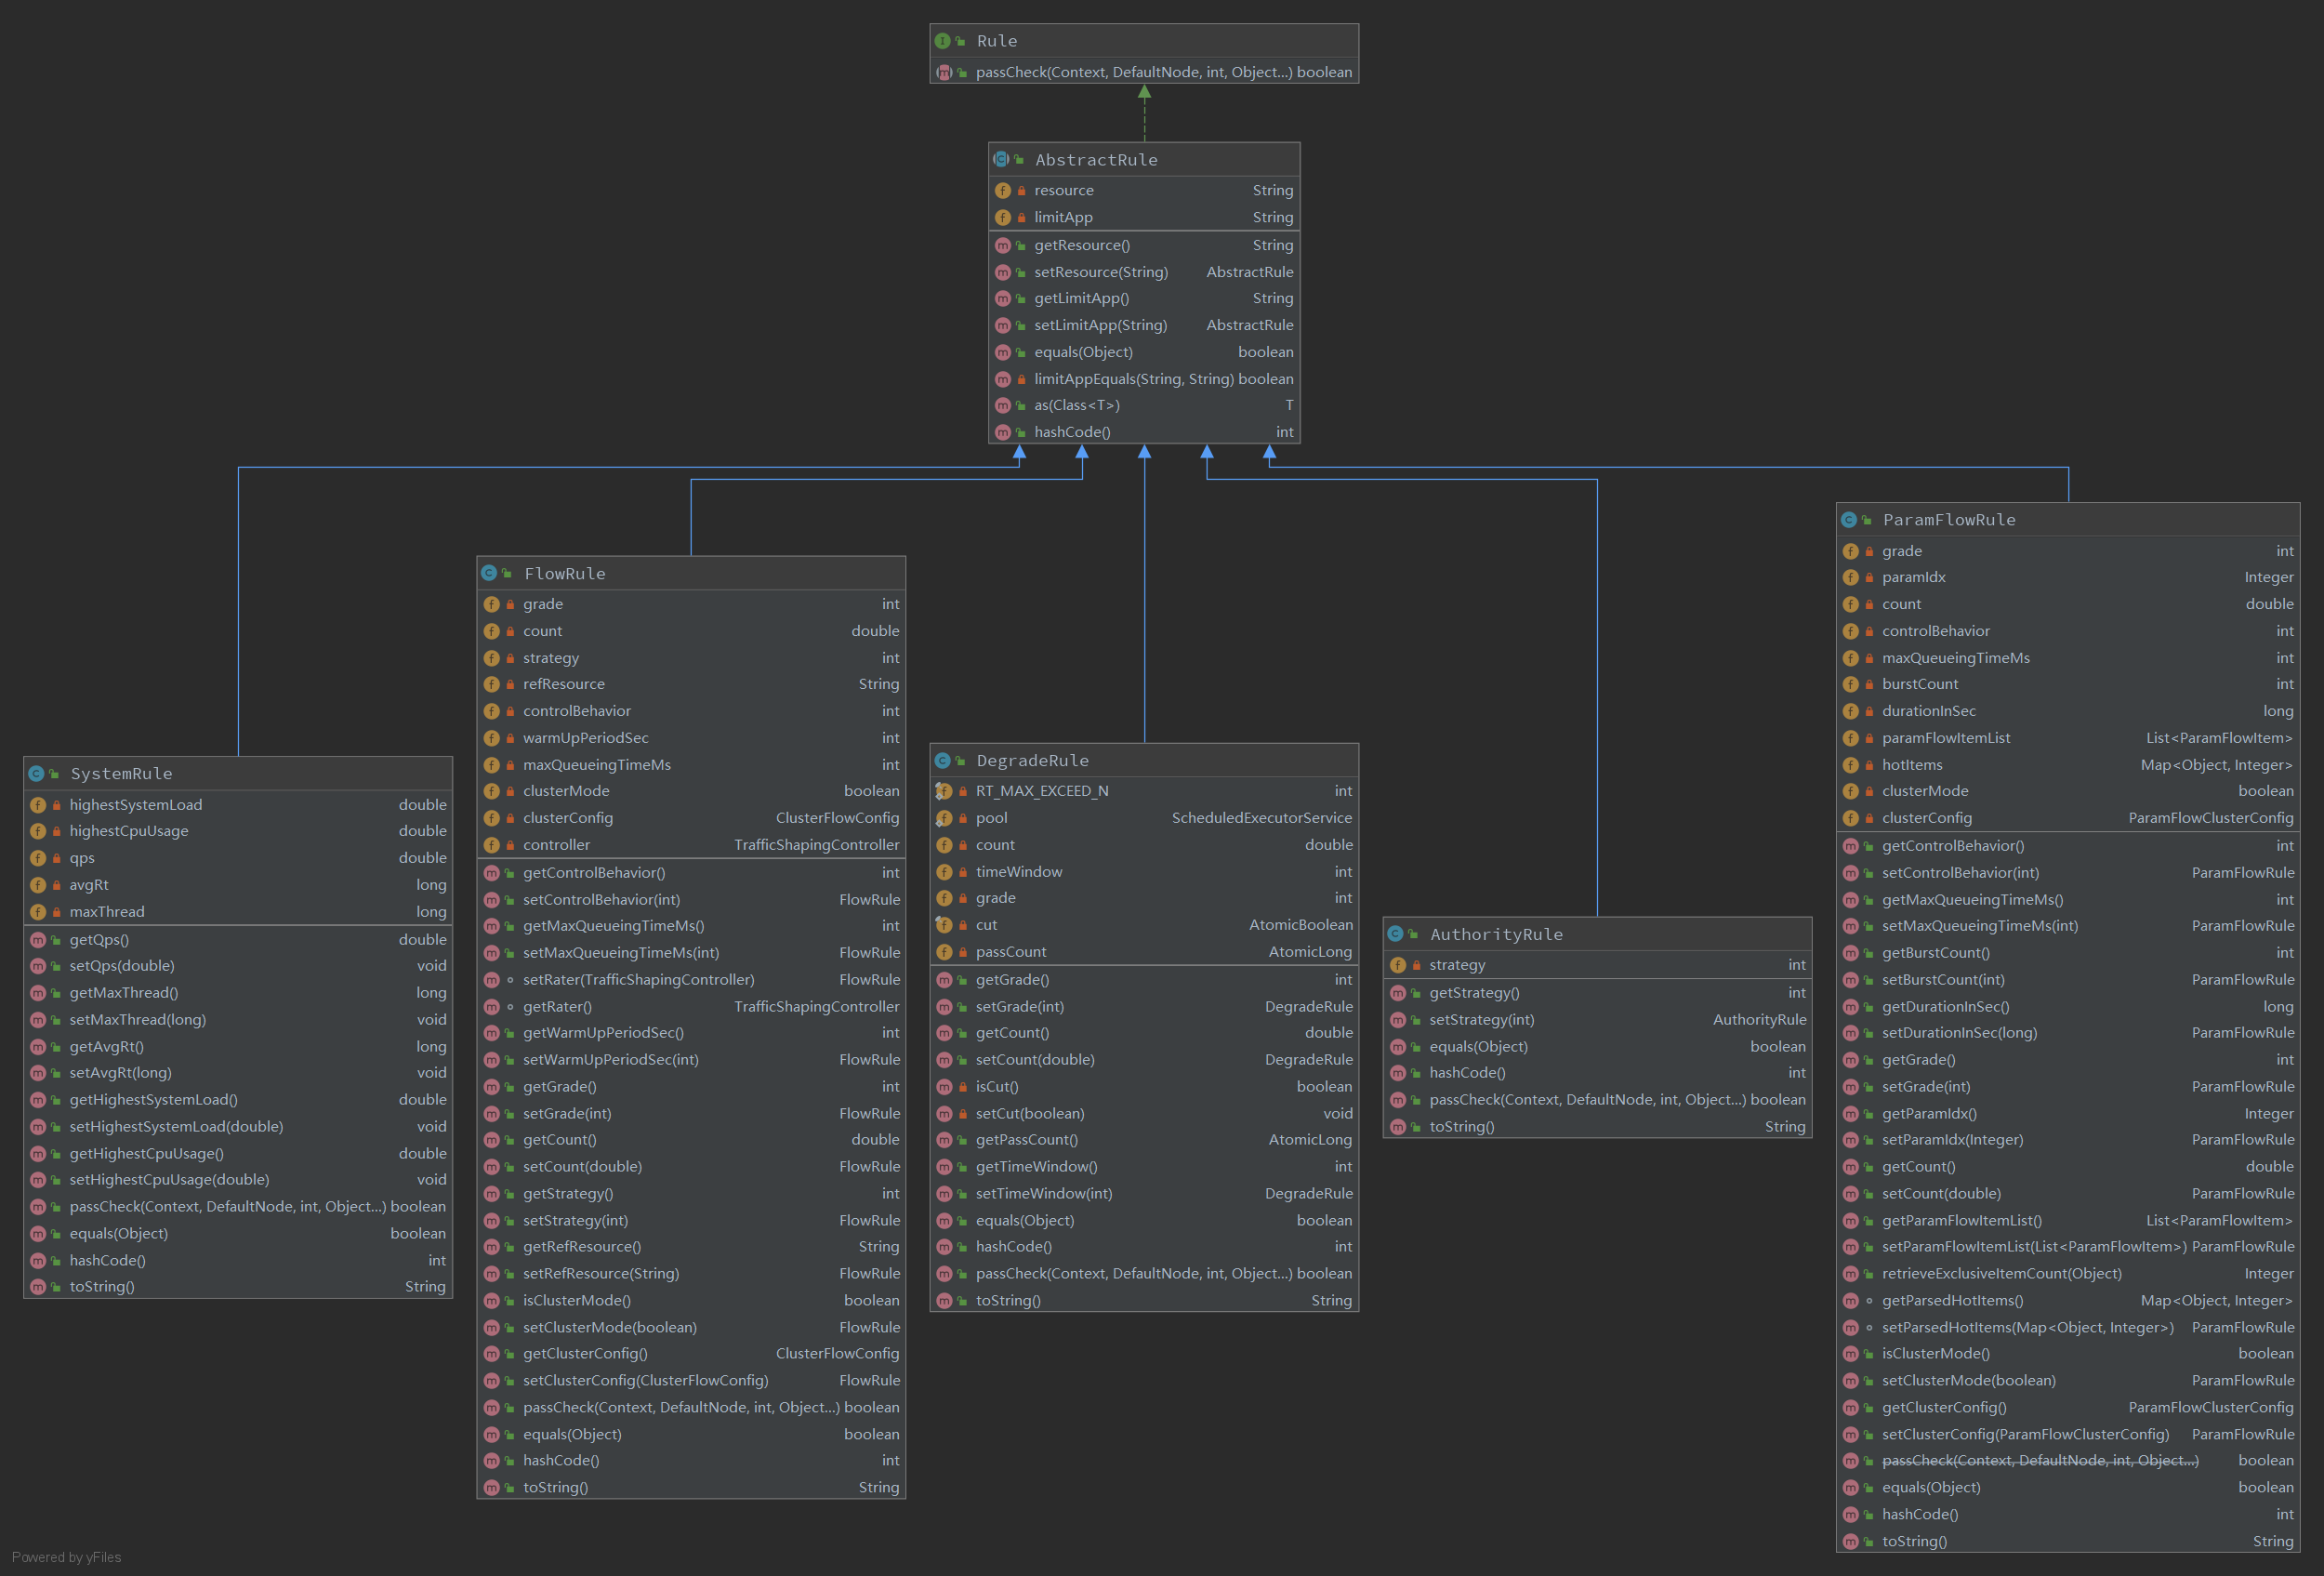 Rule
passCheck(Context, DefaultNode, int, Object...) boolean
AbstractRule
resource String
limitApp String
getResource() String
setResource(String) AbstractRule
getLimitApp() String
setLimitApp(String) AbstractRule
equals(Object) boolean
limitAppEquals(String, String) boolean
as(Class<T>) T
hashCode() int
SystemRule
highestSystemLoad double
highestCpuUsage double
qps double
avgRt long
maxThread long
getQps() double
setQps(double) void
getMaxThread() long
setMaxThread(long) void
getAvgRt() long
setAvgRt(long) void
getHighestSystemLoad() double
setHighestSystemLoad(double) void
getHighestCpuUsage() double
setHighestCpuUsage(double) void
passCheck(Context, DefaultNode, int, Object...) boolean
equals(Object) boolean
hashCode() int
toString() String
FlowRule
grade int
count double
strategy int
refResource String
controlBehavior int
warmUpPeriodSec int
maxQueueingTimeMs int
clusterMode boolean
clusterConfig ClusterFlowConfig
controller TrafficShapingController
getControlBehavior() int
setControlBehavior(int) FlowRule
getMaxQueueingTimeMs() int
setMaxQueueingTimeMs(int) FlowRule
setRater(TrafficShapingController) FlowRule
getRater() TrafficShapingController
getWarmUpPeriodSec() int
setWarmUpPeriodSec(int) FlowRule
getGrade() int
setGrade(int) FlowRule
getCount() double
setCount(double) FlowRule
getStrategy() int
setStrategy(int) FlowRule
getRefResource() String
setRefResource(String) FlowRule
isClusterMode() boolean
setClusterMode(boolean) FlowRule
getClusterConfig() ClusterFlowConfig
setClusterConfig(ClusterFlowConfig) FlowRule
passCheck(Context, DefaultNode, int, Object...) boolean
equals(Object) boolean
hashCode() int
toString() String
DegradeRule
RT_MAX_EXCEED_N int
pool ScheduledExecutorService
count double
timeWindow int
grade int
cut AtomicBoolean
passCount AtomicLong
getGrade() int
setGrade(int) DegradeRule
getCount() double
setCount(double) DegradeRule
isCut() boolean
setCut(boolean) void
getPassCount() AtomicLong
getTimeWindow() int
setTimeWindow(int) DegradeRule
equals(Object) boolean
hashCode() int
passCheck(Context, DefaultNode, int, Object...) boolean
toString() String
AuthorityRule
strategy int
getStrategy() int
setStrategy(int) AuthorityRule
equals(Object) boolean
hashCode() int
passCheck(Context, DefaultNode, int, Object...) boolean
toString() String
ParamFlowRule
grade int
paramIdx Integer
count double
controlBehavior int
maxQueueingTimeMs int
burstCount int
durationInSec long
paramFlowItemList List<ParamFlowItem>
hotItems Map<Object, Integer>
clusterMode boolean
clusterConfig ParamFlowClusterConfig
getControlBehavior() int
setControlBehavior(int) ParamFlowRule
getMaxQueueingTimeMs() int
setMaxQueueingTimeMs(int) ParamFlowRule
getBurstCount() int
setBurstCount(int) ParamFlowRule
getDurationInSec() long
setDurationInSec(long) ParamFlowRule
getGrade() int
setGrade(int) ParamFlowRule
getParamIdx() Integer
setParamIdx(Integer) ParamFlowRule
getCount() double
setCount(double) ParamFlowRule
getParamFlowItemList() List<ParamFlowItem>
setParamFlowItemList(List<ParamFlowItem>) ParamFlowRule
retrieveExclusiveItemCount(Object) Integer
getParsedHotItems() Map<Object, Integer>
setParsedHotItems(Map<Object, Integer>) ParamFlowRule
isClusterMode() boolean
setClusterMode(boolean) ParamFlowRule
getClusterConfig() ParamFlowClusterConfig
setClusterConfig(ParamFlowClusterConfig) ParamFlowRule
passCheck(Context, DefaultNode, int, Object...) boolean
equals(Object) boolean
hashCode() int
toString() String
Powered by yFiles